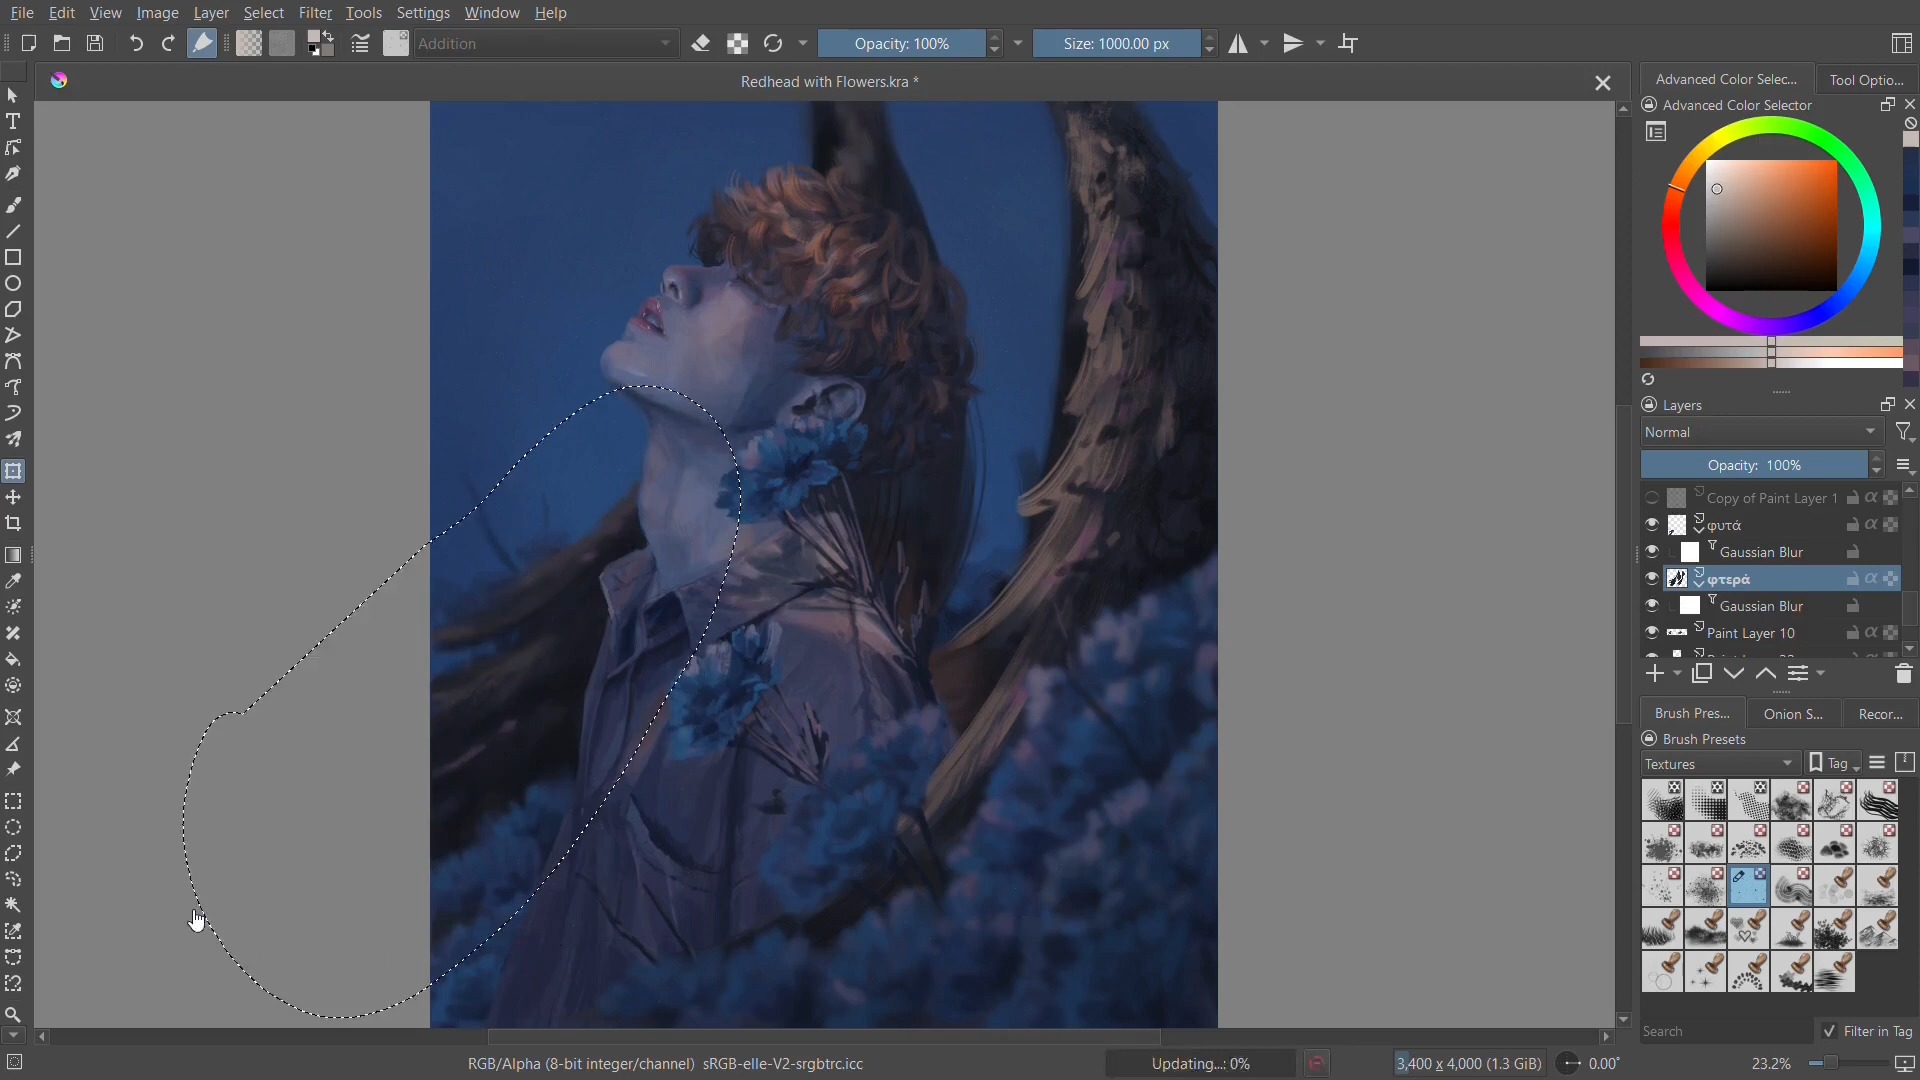 File Edit View Image Layer Select Filter Tools Settings Window Help
Addition Opacity: 100% Size: 1000.00 px
Redhead with Flowers.kra *
Advanced Color Selec... Tool Optio...
Advanced Color Selector
Layers
Normal
Opacity: 100%
Copy of Paint Layer 1
φυτά
Gaussian Blur
φτερά
Gaussian Blur
Paint Layer 10
Brush Pres... Onion S... Recor...
Brush Presets
Textures Tag
Search Filter in Tag
RGB/Alpha (8-bit integer/channel) sRGB-elle-V2-srgbtrc.icc Updating...: 0% 3,400 x 4,000 (1.3 GiB) 0.00° 23.2%